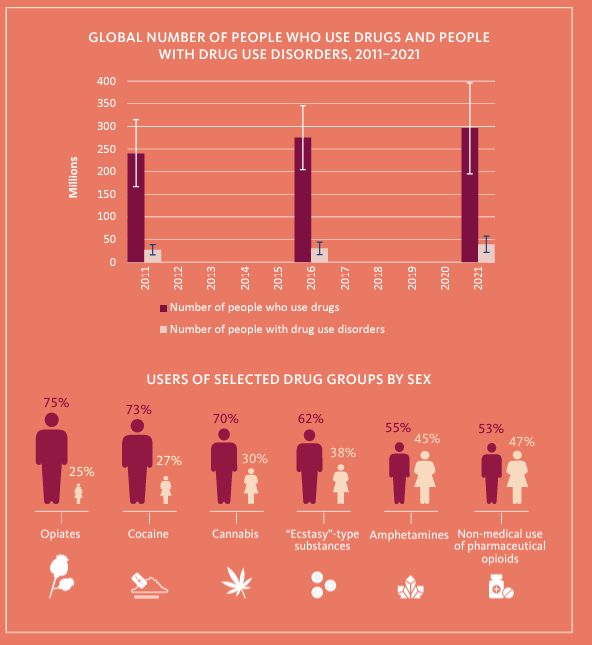 GLOBAL NUMBER OF PEOPLE WHO USE DRUGS AND PEOPLE
WITH DRUG USE DISORDERS, 2011–2021
Millions
400
350
300
250
200
150
100
50
0
2011 2012 2013 2014 2015 2016 2017 2018 2019 2020 2021
Number of people who use drugs
Number of people with drug use disorders
USERS OF SELECTED DRUG GROUPS BY SEX
75% 25% 73% 27% 70% 30% 62% 38% 55% 45% 53% 47%
Opiates
Cocaine
Cannabis
“Ecstasy”-type
substances
Amphetamines
Non-medical use
of pharmaceutical
opioids